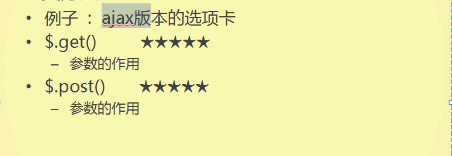 • 例子 : ajax版本的选项卡
• $.get() ★★★★★
– 参数的作用
• $.post() ★★★★★
– 参数的作用